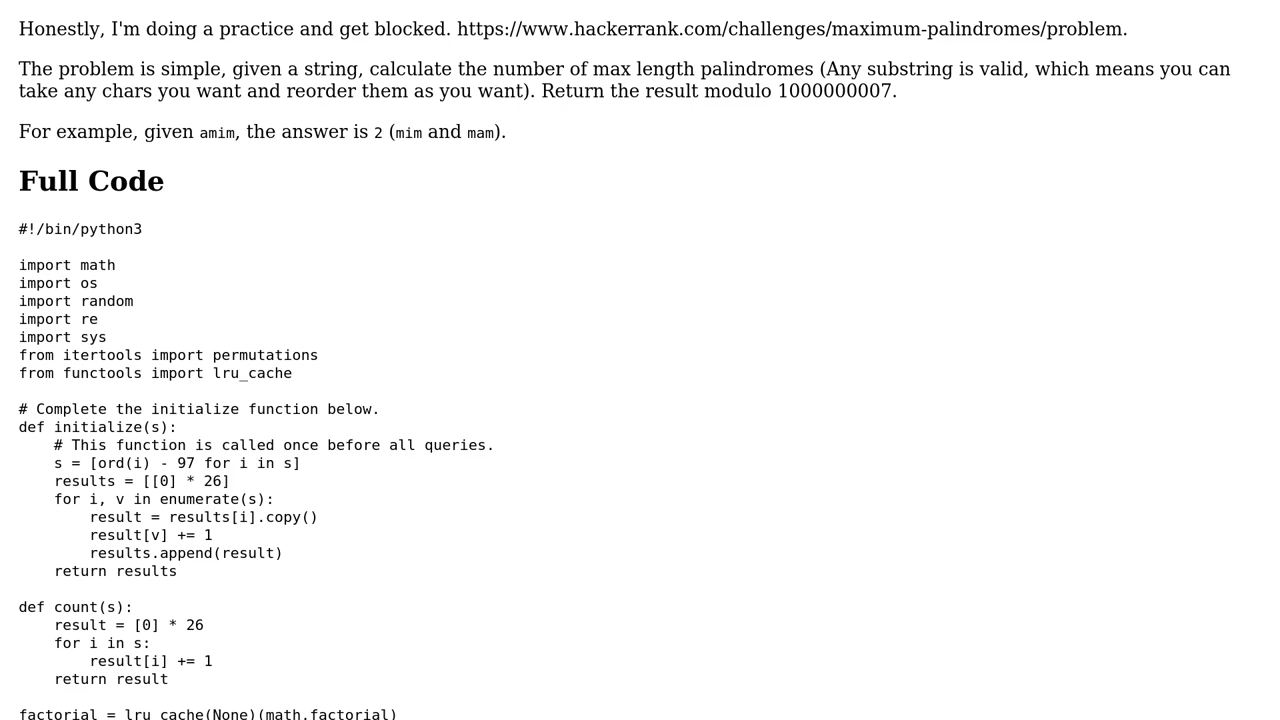 Honestly, I'm doing a practice and get blocked. https://www.hackerrank.com/challenges/maximum-palindromes/problem.
The problem is simple, given a string, calculate the number of max length palindromes (Any substring is valid, which means you can
take any chars you want and reorder them as you want). Return the result modulo 1000000007.
For example, given amim, the answer is 2 (mim and mam).
Full Code
#!/bin/python3
import math
import os
import random
import re
import sys
from itertools import permutations
from functools import lru_cache
# Complete the initialize function below.
def initialize(s):
    # This function is called once before all queries.
    s = [ord(i) - 97 for i in s]
    results = [[0] * 26]
    for i, v in enumerate(s):
        result = results[i].copy()
        result[v] += 1
        results.append(result)
    return results
def count(s):
    result = [0] * 26
    for i in s:
        result[i] += 1
    return result
factorial = lru_cache(None)(math.factorial)